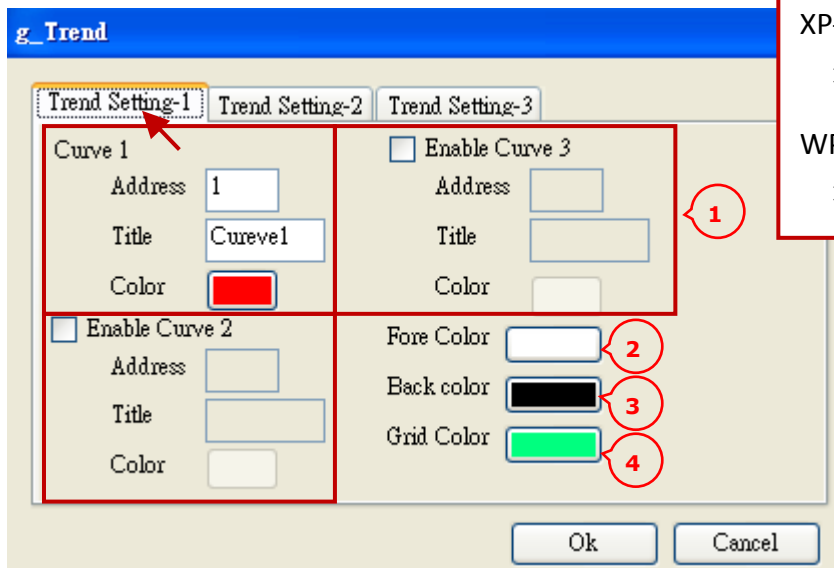 g_Trend
XP-
WP
Trend Setting-1 Trend Setting-2 Trend Setting-3
Curve 1
Address 1
Title Cureve1
Color
Enable Curve 3
Address
Title
Color
1
Enable Curve 2
Address
Title
Color
Fore Color
2
Back color
3
Grid Color
4
Ok Cancel